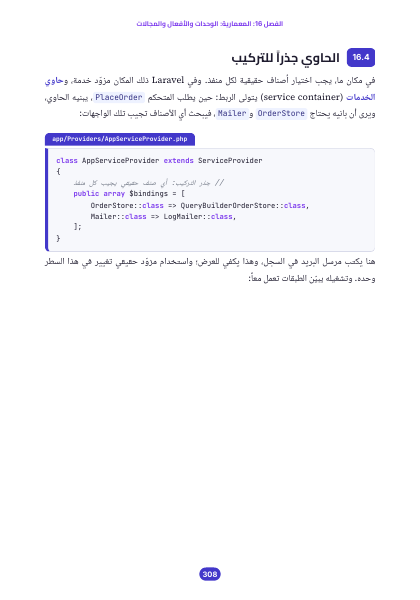 الفصل 16: المعمارية: الوحدات والأفعال والمجالات
16.4 الحاوي جذراً للتركيب
في مكان ما، يجب اختيار أصناف حقيقية لكل منفذ. وفي Laravel ذلك المكان مزوّد خدمة، وحاوي
الخدمات (service container) يتولى الربط: حين يطلب المتحكم PlaceOrder، يبنيه الحاوي،
ويرى أن بانيه يحتاج OrderStore و Mailer، فيبحث أي الأصناف تجيب تلك الواجهات:
app/Providers/AppServiceProvider.php
class AppServiceProvider extends ServiceProvider
{
// جذر التركيب: أي صنف حقيقي يجيب كل منفذ
public array $bindings = [
OrderStore::class => QueryBuilderOrderStore::class,
Mailer::class => LogMailer::class,
];
}
هنا يكتب مرسل البريد في السجل، وهذا يكفي للعرض؛ واستخدام مزوّد حقيقي تغيير في هذا السطر
وحده. وتشغيله يبيّن الطبقات تعمل معاً:
308